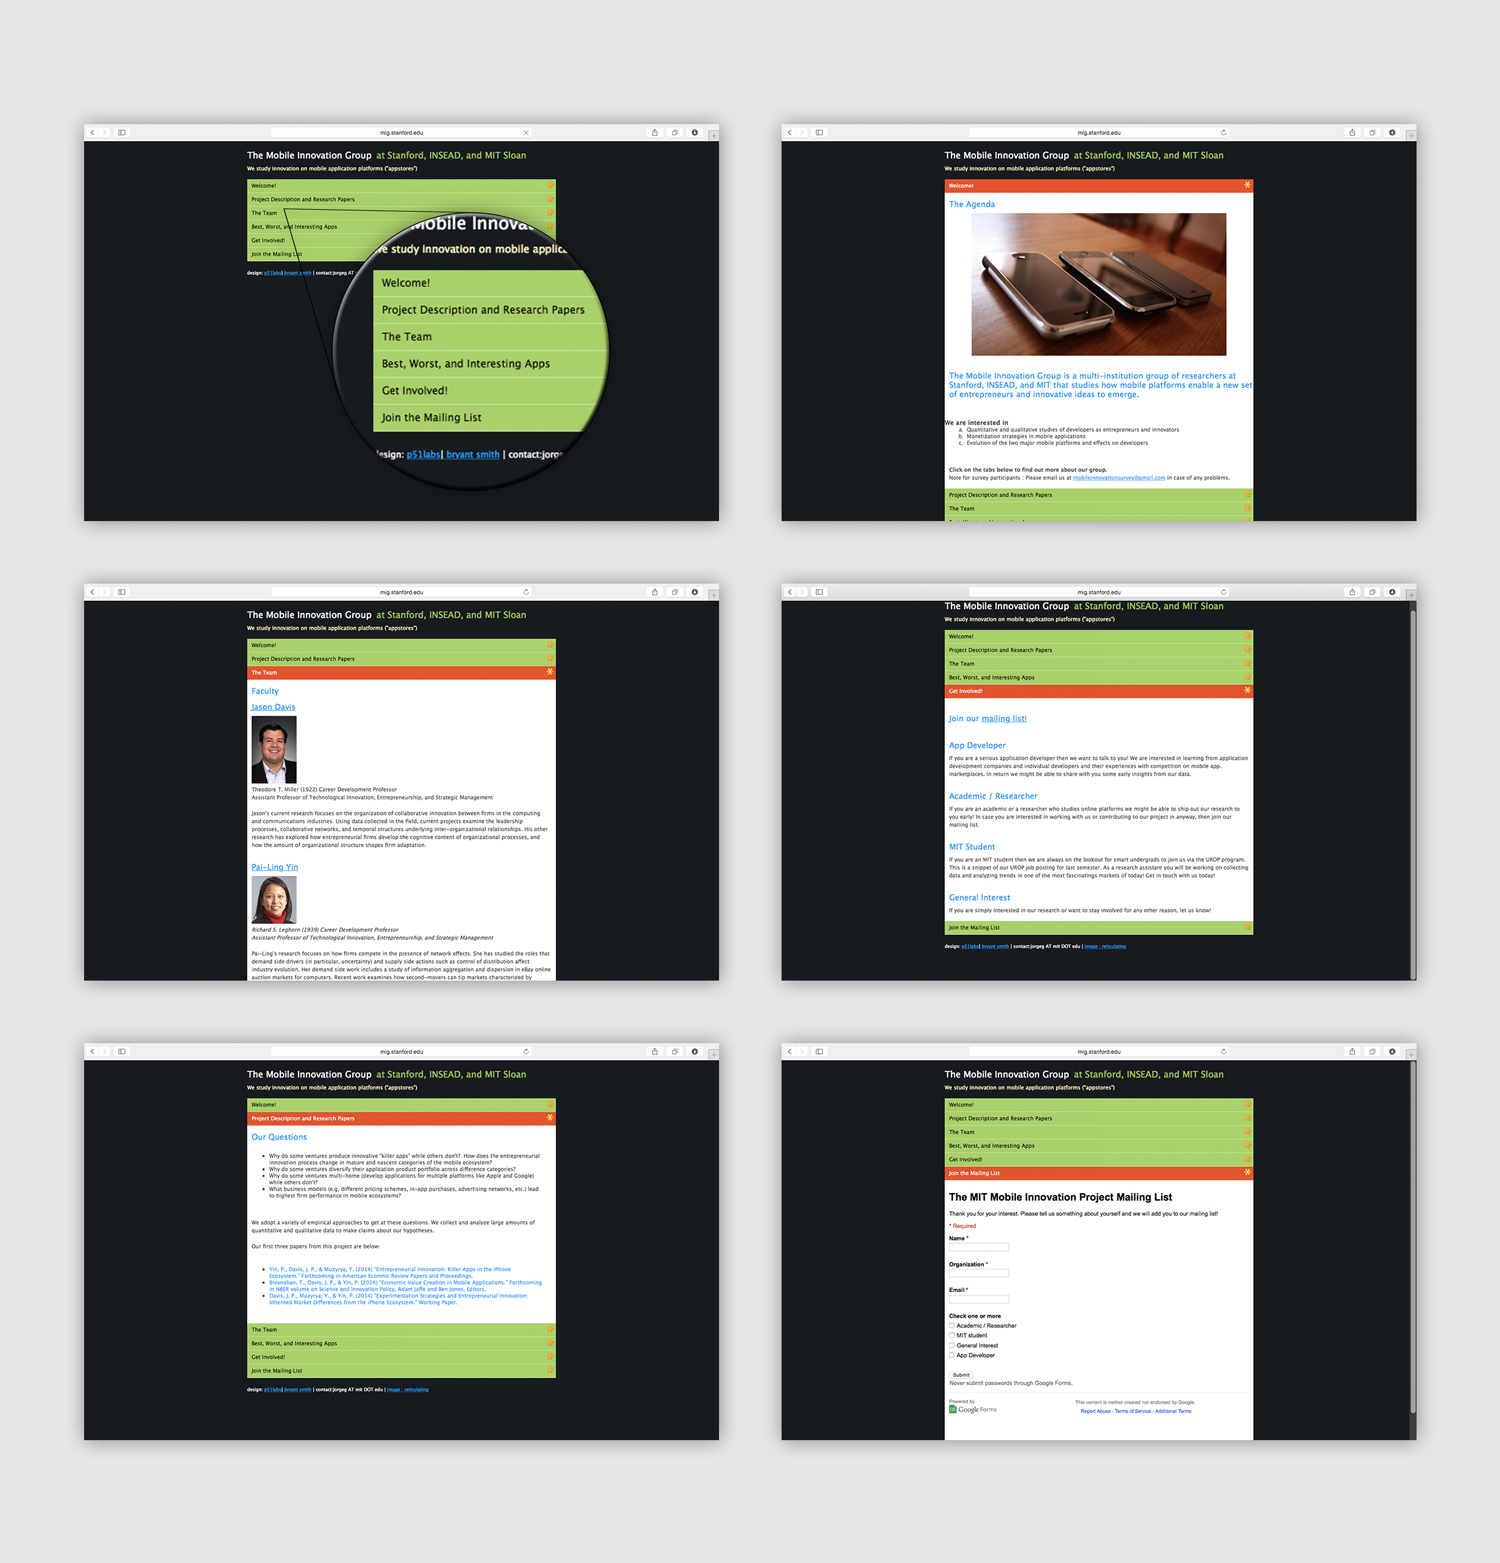 mig.stanford.edu
The Mobile Innovation Group at Stanford, INSEAD, and MIT Sloan
We study innovation on mobile application platforms ("appstores")
Welcome!
Project Description and Research Papers
The Team
Best, Worst, and Interesting Apps
Get Involved!
Join the Mailing List
design: p51labs| bryant smith | contact:jorgeg AT
Mobile Innova
e study innovation on mobile applica
Welcome!
Project Description and Research Papers
The Team
Best, Worst, and Interesting Apps
Get Involved!
Join the Mailing List
esign: p51labs| bryant smith | contact:jorge
mig.stanford.edu
The Mobile Innovation Group at Stanford, INSEAD, and MIT Sloan
We study innovation on mobile application platforms ("appstores")
Welcome!
The Agenda
The Mobile Innovation Group is a multi-institution group of researchers at
Stanford, INSEAD, and MIT that studies how mobile platforms enable a new set
of entrepreneurs and innovative ideas to emerge.
We are interested in
a. Quantitative and qualitative studies of developers as entrepreneurs and innovators
b. Monetization strategies in mobile applications
c. Evolution of the two major mobile platforms and effects on developers
Click on the tabs below to find out more about our group.
Note for survey participants : Please email us at mobileinnovationsurvey@gmail.com in case of any problems.
Project Description and Research Papers
The Team
mig.stanford.edu
The Mobile Innovation Group at Stanford, INSEAD, and MIT Sloan
We study innovation on mobile application platforms ("appstores")
Welcome!
Project Description and Research Papers
The Team
Faculty
Jason Davis
Theodore T. Miller (1922) Career Development Professor
Assistant Professor of Technological Innovation, Entrepreneurship, and Strategic Management
Jason's current research focuses on the organization of collaborative innovation between firms in the computing
and communications industries. Using data collected in the field, current projects examine the leadership
processes, collaborative networks, and temporal structures underlying inter-organizational relationships. His other
research has explored how entrepreneurial firms develop the cognitive content of organizational processes, and
how the amount of organizational structure shapes firm adaptation.
Pai-Ling Yin
Richard S. Leghorn (1939) Career Development Professor
Assistant Professor of Technological Innovation, Entrepreneurship, and Strategic Management
Pai-Ling's research focuses on how firms compete in the presence of network effects. She has studied the roles that
demand side drivers (in particular, uncertainty) and supply side actions such as control of distribution affect
industry evolution. Her demand side work includes a study of information aggregation and dispersion in eBay online
auction markets for computers. Recent work examines how second-movers can tip markets characterized by
mig.stanford.edu
The Mobile Innovation Group at Stanford, INSEAD, and MIT Sloan
We study innovation on mobile application platforms ("appstores")
Welcome!
Project Description and Research Papers
The Team
Best, Worst, and Interesting Apps
Get Involved!
Join our mailing list!
App Developer
If you are a serious application developer then we want to talk to you! We are interested in learning from application
development companies and individual developers and their experiences with competition on mobile app.
marketplaces. In return we might be able to share with you some early insights from our data.
Academic / Researcher
If you are an academic or a researcher who studies online platforms we might be able to ship out our research to
you early! In case you are interested in working with us or contributing to our project in anyway, then join our
mailing list.
MIT Student
If you are an MIT student then we are always on the lookout for smart undergrads to join us via the UROP program.
This is a snippet of our UROP job posting for last semester. As a research assistant you will be working on collecting
data and analyzing trends in one of the most fascinatings markets of today! Get in touch with us today!
General Interest
If you are simply interested in our research or want to stay involved for any other reason, let us know!
Join the Mailing List
design: p51labs| bryant smith | contact:jorgeg AT mit DOT edu | image : reticulating
mig.stanford.edu
The Mobile Innovation Group at Stanford, INSEAD, and MIT Sloan
We study innovation on mobile application platforms ("appstores")
Welcome!
Project Description and Research Papers
Our Questions
Why do some ventures produce innovative "killer apps" while others don't? How does the entrepreneurial
innovation process change in mature and nascent categories of the mobile ecosystem?
Why do some ventures diversify their application product portfolio across difference categories?
Why do some ventures multi-home (develop applications for multiple platforms like Apple and Google)
while others don't?
What business models (e.g, different pricing schemes, in-app purchases, advertising networks, etc.) lead
to highest firm performance in mobile ecosystems?
We adopt a variety of empirical approaches to get at these questions. We collect and analyze large amounts of
quantitative and qualitative data to make claims about our hypotheses.
Our first three papers from this project are below:
Yin, P., Davis, J. P., & Muzyrya, Y. (2014) "Entrepreneurial Innovation: Killer Apps in the iPhone
Ecosystem." Forthcoming in American Econmic Review Papers and Proceedings.
Bresnahan, T., Davis, J. P., & Yin, P. (2014) "Economic Value Creation in Mobile Applications." Forthcoming
in NBER volume on Science and Innovation Policy, Adam Jaffe and Ben Jones, Editors.
Davis, J. P., Muzyrya, Y., & Yin, P. (2014) "Experimentation Strategies and Entrepreneurial Innovation:
Inherited Market Differences from the iPhone Ecosystem." Working Paper.
The Team
Best, Worst, and Interesting Apps
Get Involved!
Join the Mailing List
design: p51labs| bryant smith | contact:jorgeg AT mit DOT edu | image : reticulating
mig.stanford.edu
The Mobile Innovation Group at Stanford, INSEAD, and MIT Sloan
We study innovation on mobile application platforms ("appstores")
Welcome!
Project Description and Research Papers
The Team
Best, Worst, and Interesting Apps
Get Involved!
Join the Mailing List
The MIT Mobile Innovation Project Mailing List
Thank you for your interest. Please tell us something about yourself and we will add you to our mailing list!
* Required
Name *
Organization *
Email *
Check one or more
Academic / Researcher
MIT student
General Interest
App Developer
Submit
Never submit passwords through Google Forms.
Powered by
Google Forms
This content is neither created nor endorsed by Google.
Report Abuse - Terms of Service - Additional Terms